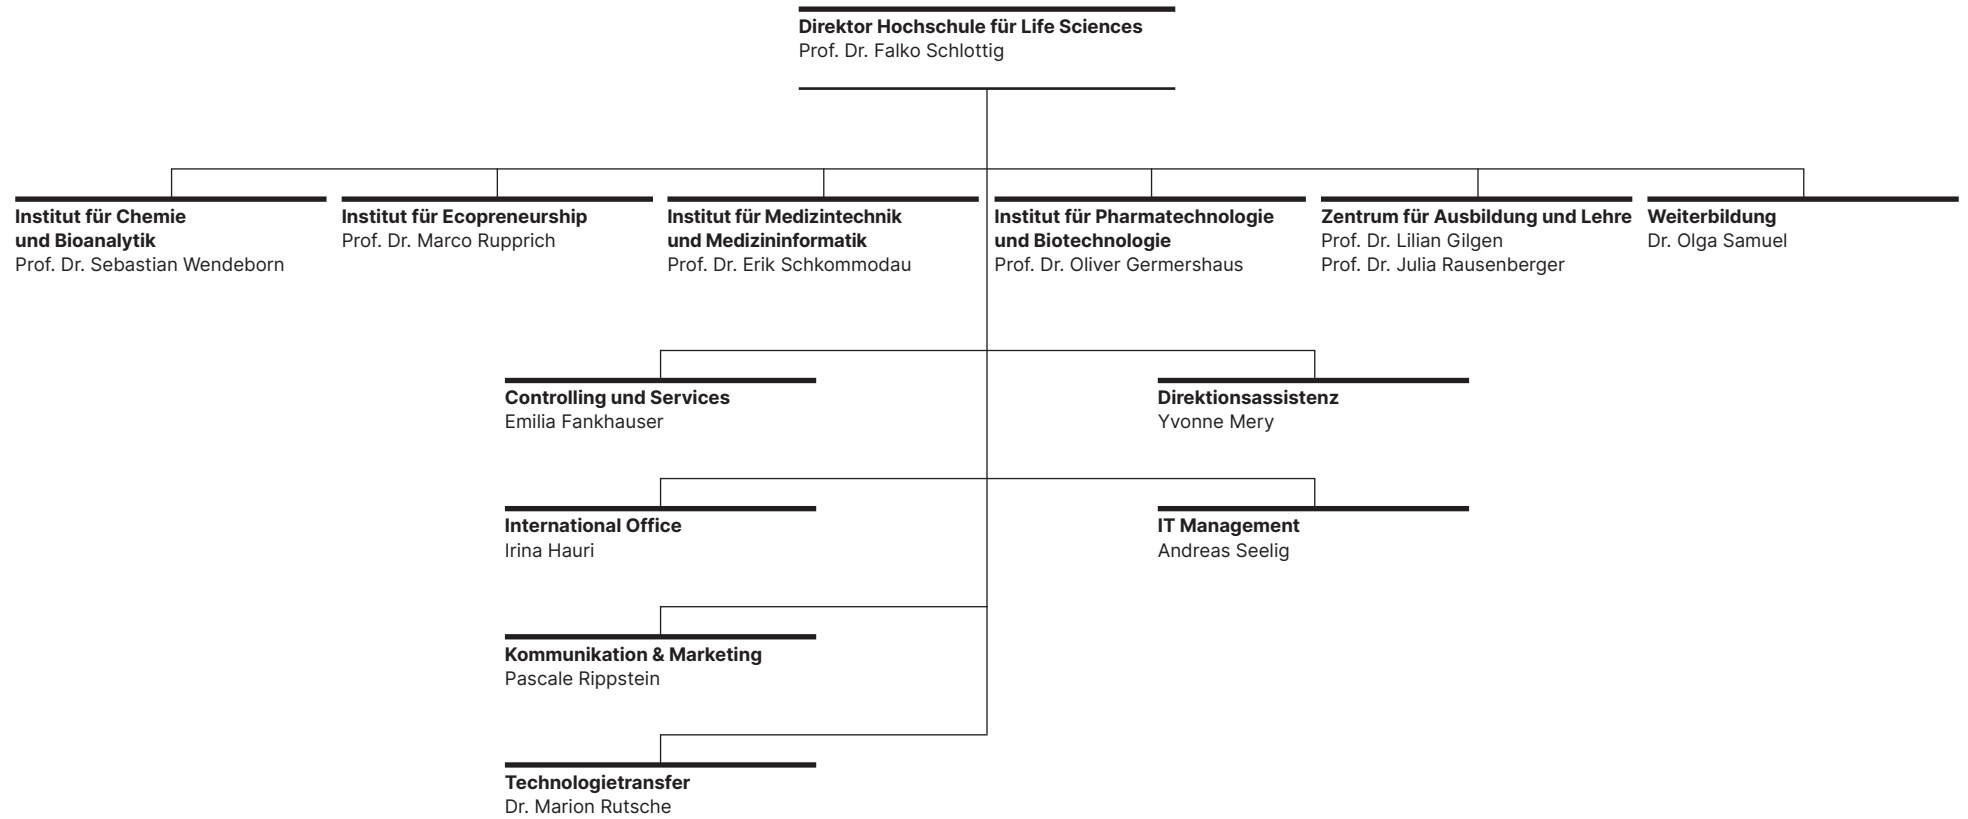 Direktor Hochschule für Life Sciences
Prof. Dr. Falko Schlottig
Institut für Chemie
und Bioanalytik
Prof. Dr. Sebastian Wendeborn
Institut für Ecopreneurship
Prof. Dr. Marco Rupprich
Institut für Medizintechnik
und Medizininformatik
Prof. Dr. Erik Schkommodau
Institut für Pharmatechnologie
und Biotechnologie
Prof. Dr. Oliver Germershaus
Zentrum für Ausbildung und Lehre
Prof. Dr. Lilian Gilgen
Prof. Dr. Julia Rausenberger
Weiterbildung
Dr. Olga Samuel
Controlling und Services
Emilia Fankhauser
Direktionsassistenz
Yvonne Mery
International Office
Irina Hauri
IT Management
Andreas Seelig
Kommunikation & Marketing
Pascale Rippstein
Technologietransfer
Dr. Marion Rutsche